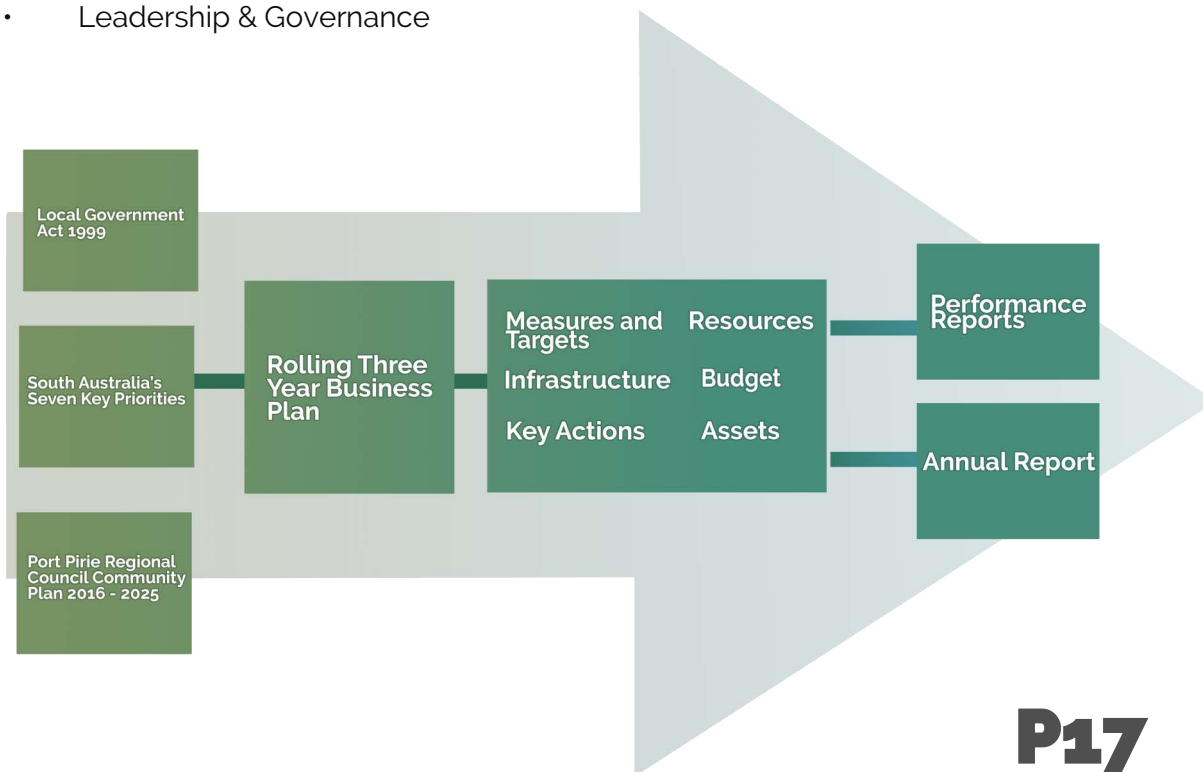 • Leadership & Governance
Local Government
Act 1999
South Australia's
Seven Key Priorities
Port Pirie Regional
Council Community
Plan 2016 - 2025
Rolling Three
Year Business
Plan
Measures and
Targets
Resources
Infrastructure
Budget
Key Actions
Assets
Performance
Reports
Annual Report
P17